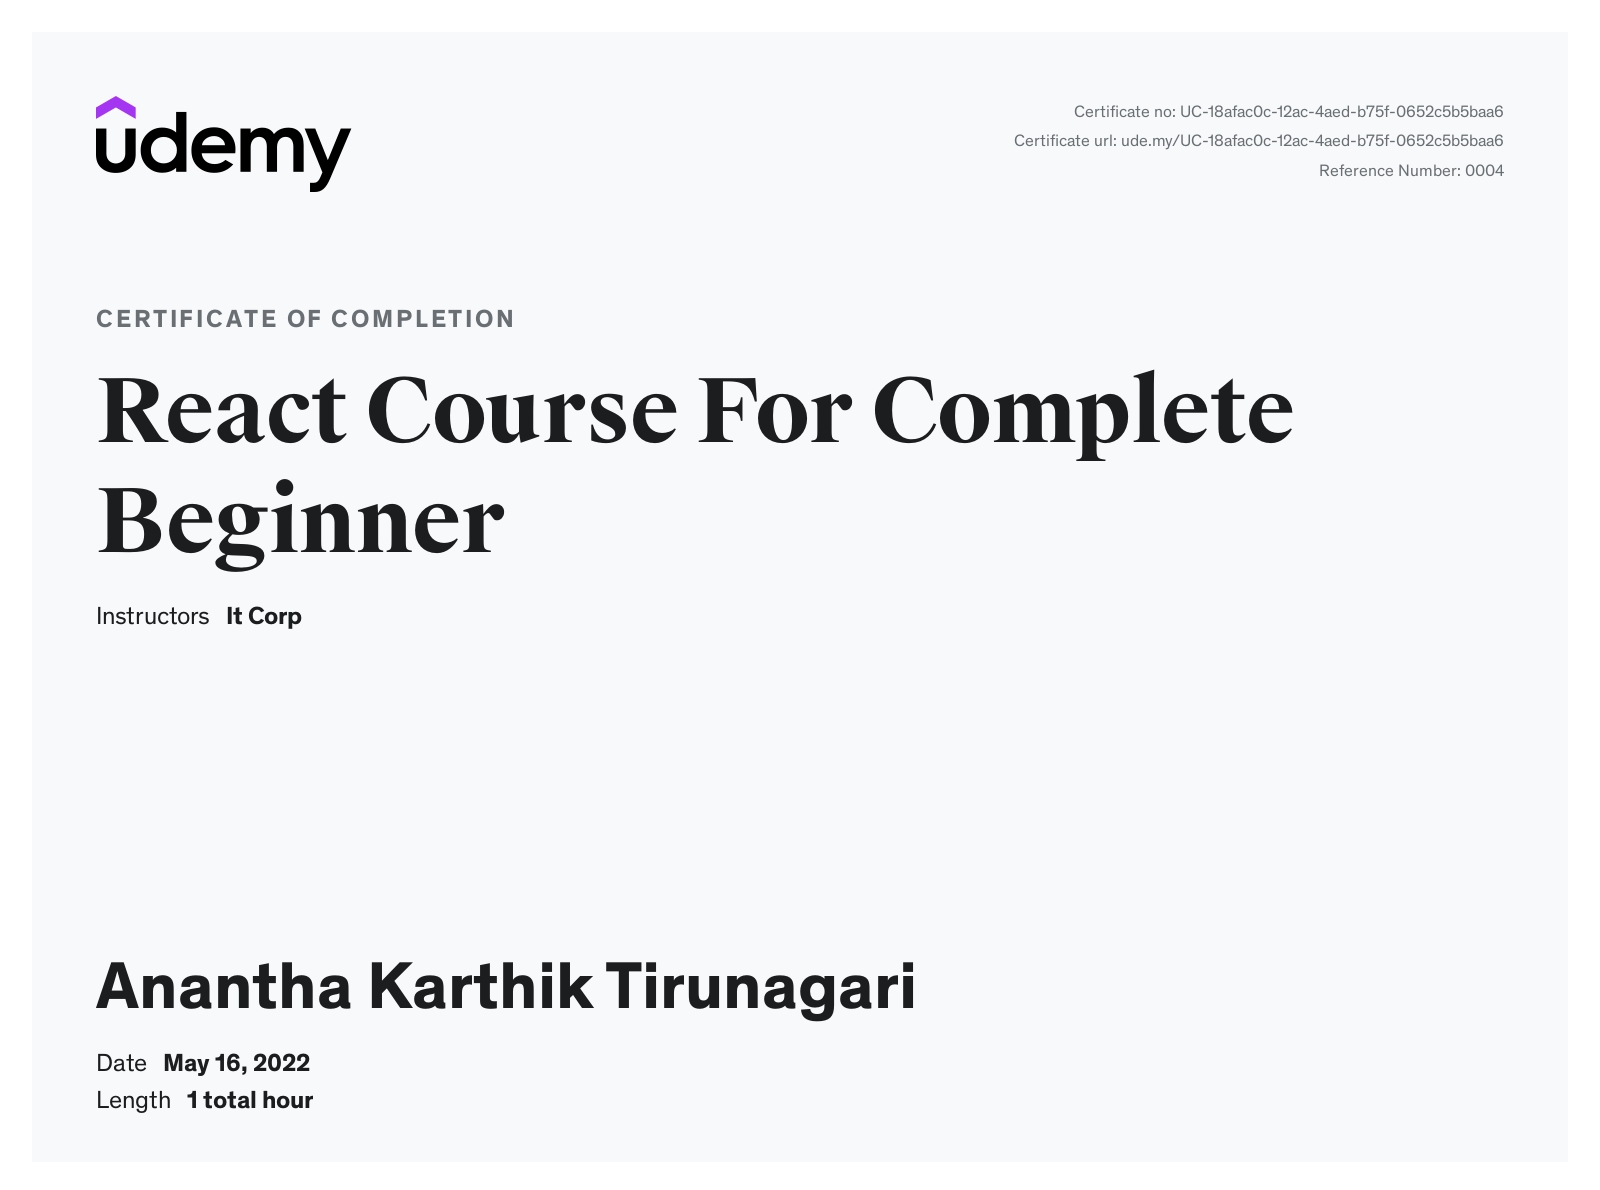 udemy
Certificate no: UC-18afac0c-12ac-4aed-b75f-0652c5b5baa6
Certificate url: ude.my/UC-18afac0c-12ac-4aed-b75f-0652c5b5baa6
Reference Number: 0004
CERTIFICATE OF COMPLETION
React Course For Complete
Beginner
Instructors It Corp
Anantha Karthik Tirunagari
Date May 16, 2022
Length 1 total hour